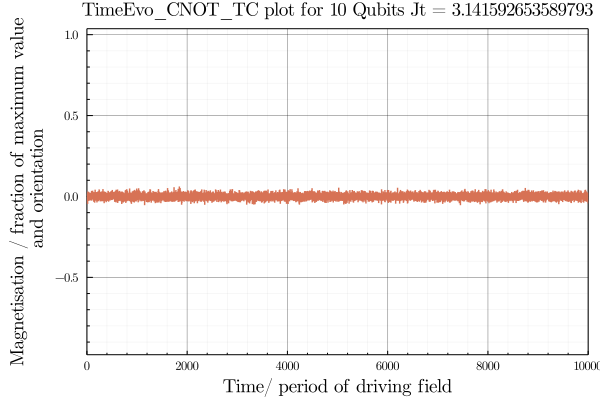 TimeEvo_CNOT_TC plot for 10 Qubits Jt = 3.141592653589793
Magnetisation / fraction of maximum value
and orientation
1.0
0.5
0.0
−0.5
0
2000
4000
6000
8000
10000
Time/ period of driving field